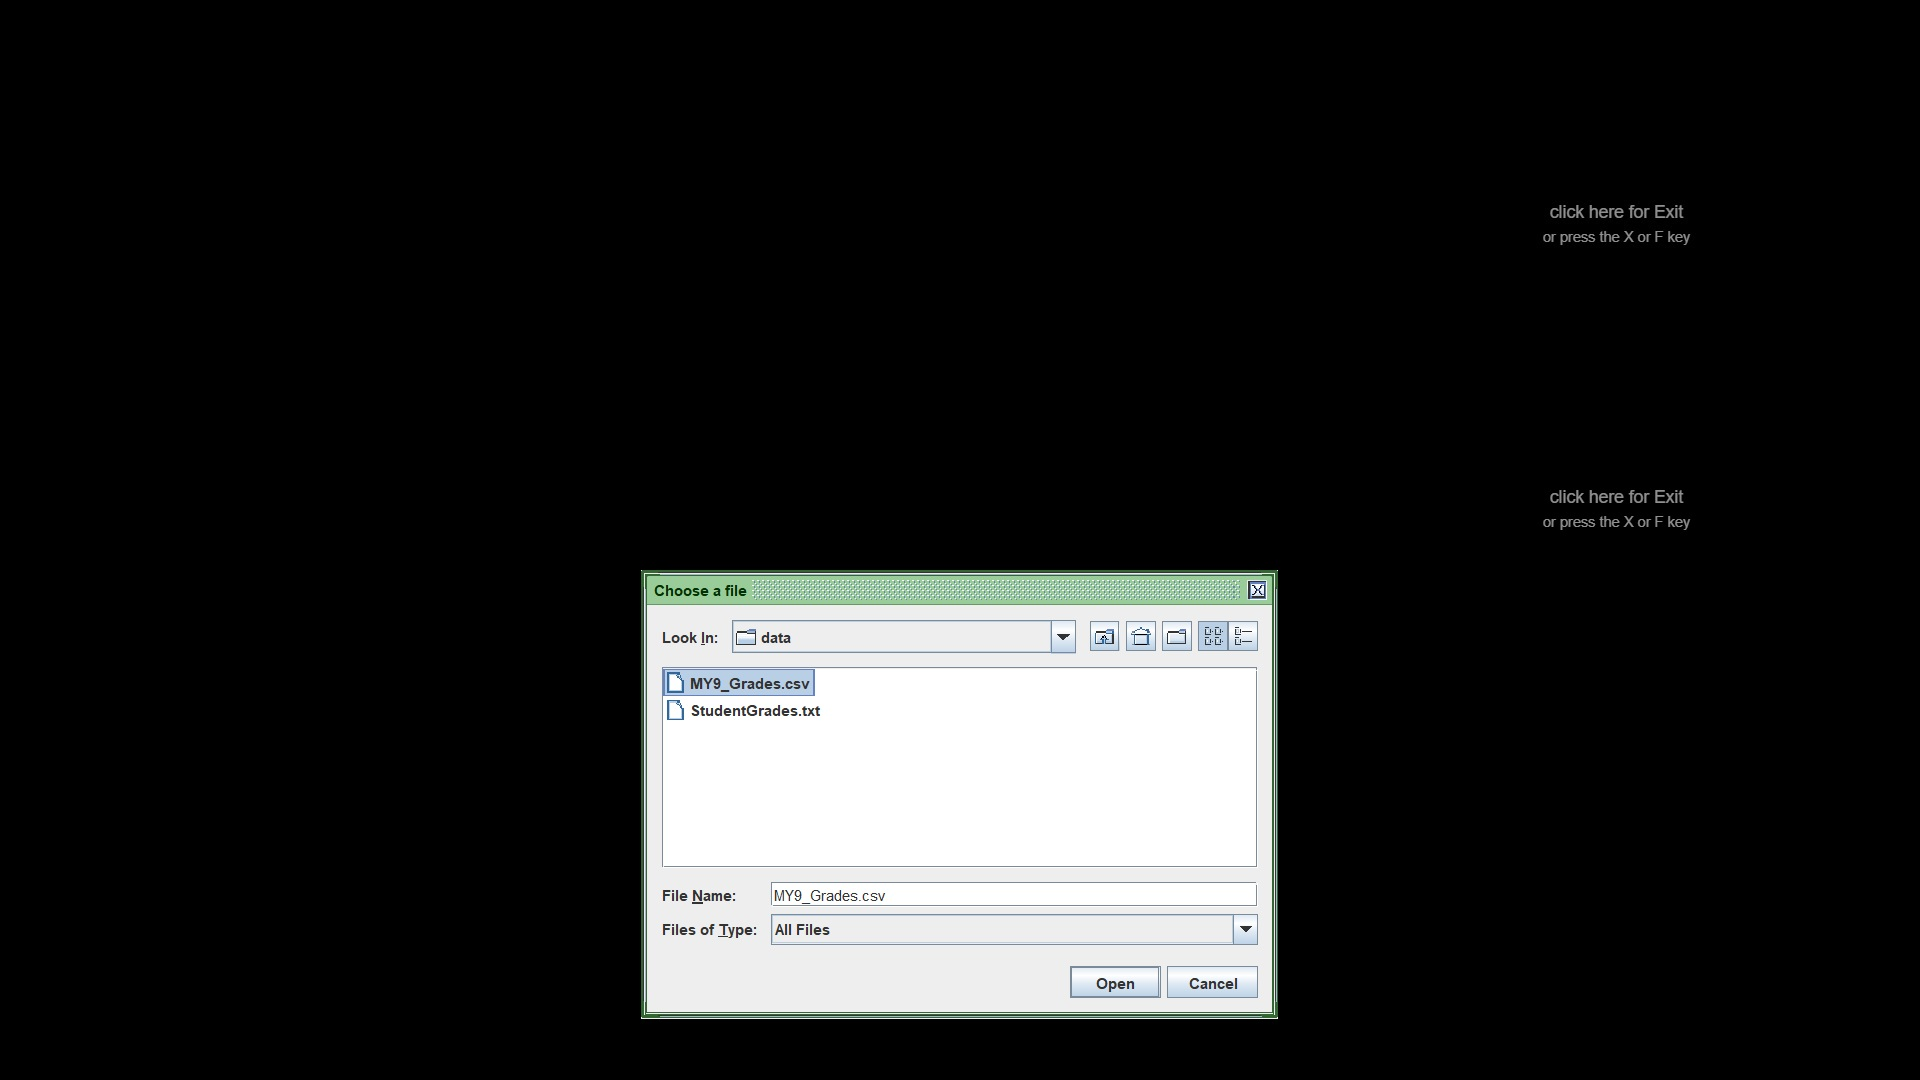 click here for Exit
or press the X or F key
click here for Exit
or press the X or F key
Choose a file
Look In: data
MY9_Grades.csv
StudentGrades.txt
File Name: MY9_Grades.csv
Files of Type: All Files
Open Cancel